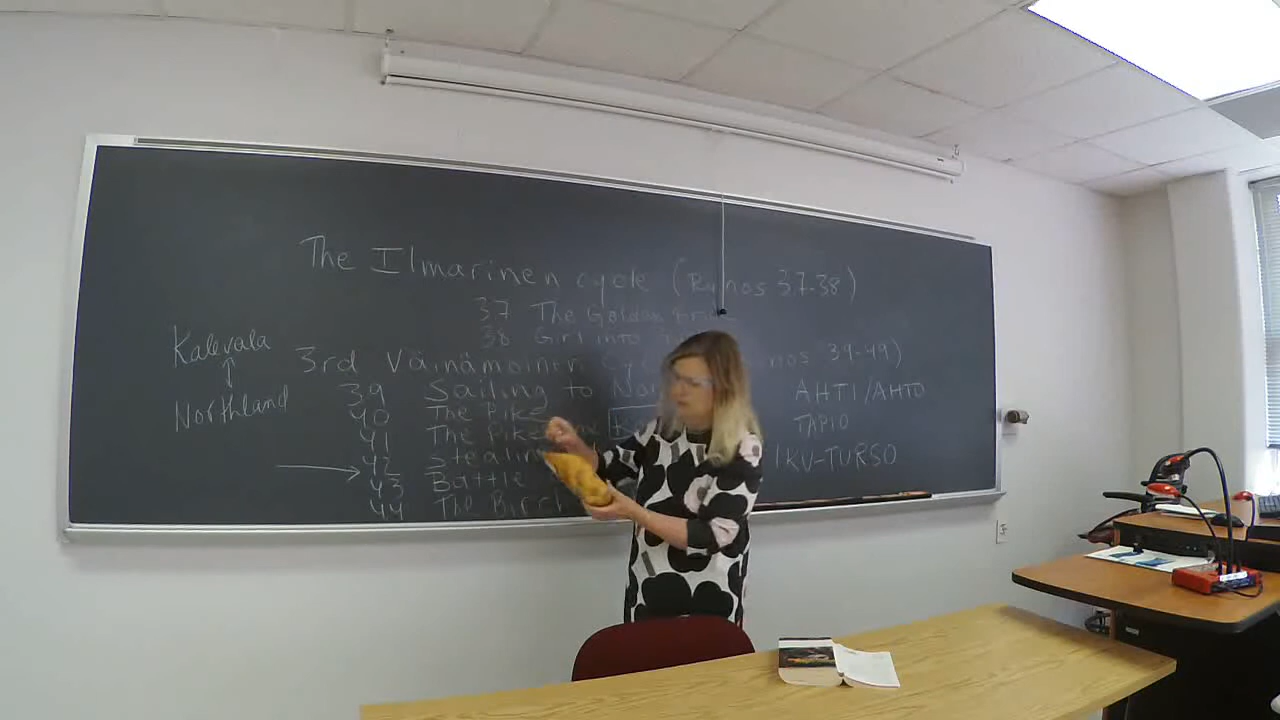 The Ilmarinen cycle (Runos 37-38)
37 The Golden
38 Girl into
3rd Väinämöinen Cycle 39-49)
39 Sailing to
40 The Pike
41 The Pike
42 Stealing
43 Battle
44 The Birch
Kalevala
↑
Northland
AHTI/AHTO
TAPIO
IKU-TURSO